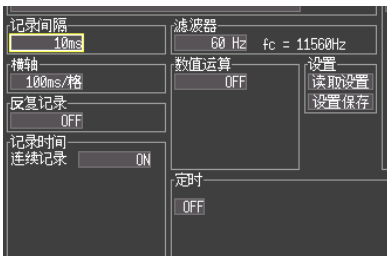 记录间隔
10ms
横轴
100ms/格
反复记录
OFF
记录时间
连续记录 ON
滤波器
60 Hz fc = 11560Hz
数值运算
OFF
设置
读取设置
设置保存
定时
OFF